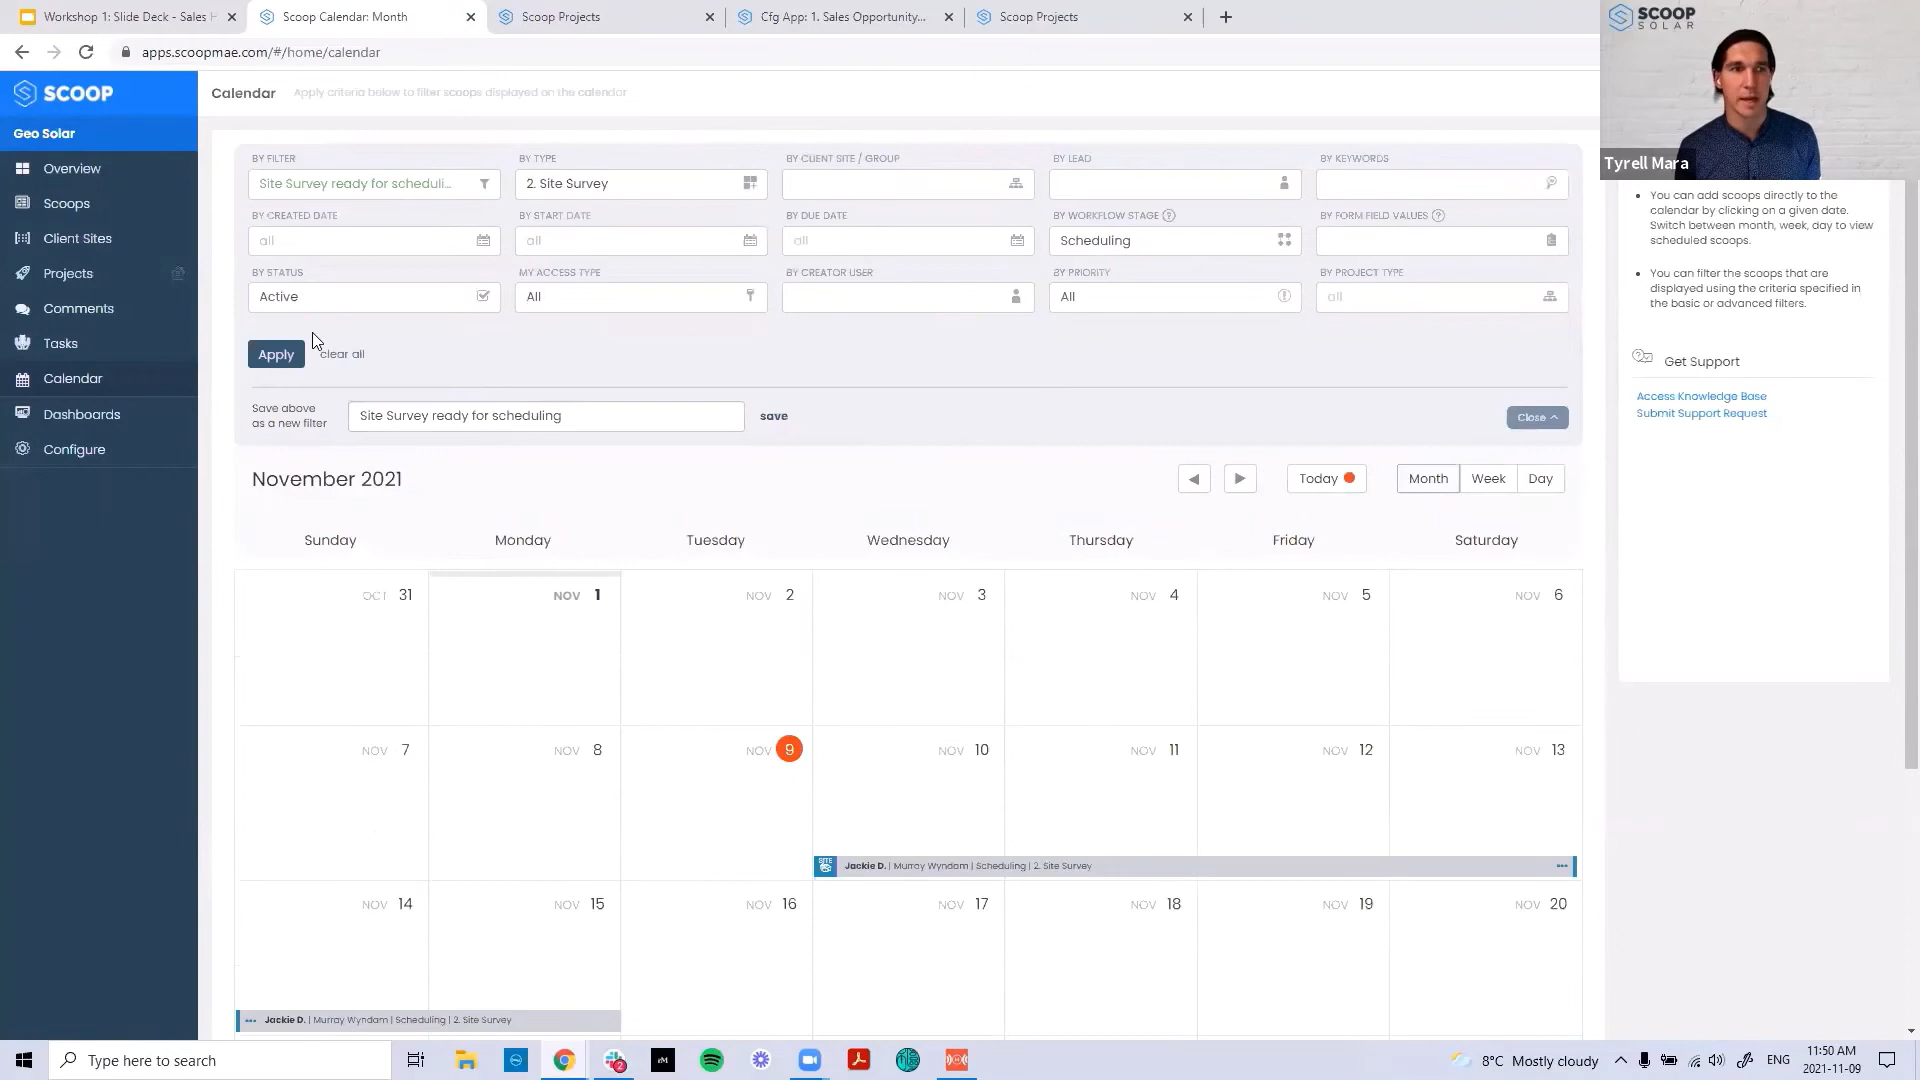 Workshop 1: Slide Deck - Sales H
Scoop Calendar: Month
Scoop Projects
Cfg App: 1. Sales Opportunity...
Scoop Projects
apps.scoopmae.com/#/home/calendar
SCOOP SOLAR
Tyrell Mara
SCOOP
Geo Solar
Overview
Scoops
Client Sites
Projects
Comments
Tasks
Calendar
Dashboards
Configure
Calendar
Apply criteria below to filter scoops displayed on the calendar
BY FILTER
BY TYPE
BY CLIENT SITE / GROUP
BY LEAD
BY KEYWORDS
Site Survey ready for scheduli...
2. Site Survey
BY CREATED DATE
BY START DATE
BY DUE DATE
BY WORKFLOW STAGE
BY FORM FIELD VALUES
all
all
all
Scheduling
BY STATUS
MY ACCESS TYPE
BY CREATOR USER
BY PRIORITY
BY PROJECT TYPE
Active
All
All
all
Apply
clear all
Save above
as a new filter
Site Survey ready for scheduling
save
Close
November 2021
Today
Month
Week
Day
Sunday
Monday
Tuesday
Wednesday
Thursday
Friday
Saturday
OCT 31
NOV 1
NOV 2
NOV 3
NOV 4
NOV 5
NOV 6
NOV 7
NOV 8
NOV 9
NOV 10
NOV 11
NOV 12
NOV 13
SITE
Jackie D. | Murray Wyndam | Scheduling | 2. Site Survey
NOV 14
NOV 15
NOV 16
NOV 17
NOV 18
NOV 19
NOV 20
Jackie D. | Murray Wyndam | Scheduling | 2. Site Survey
You can add scoops directly to the
calendar by clicking on a given date.
Switch between month, week, day to view
scheduled scoops.
You can filter the scoops that are
displayed using the criteria specified in
the basic or advanced filters.
Get Support
Access Knowledge Base
Submit Support Request
Type here to search
2
rM
8°C Mostly cloudy
ENG
11:50 AM
2021-11-09